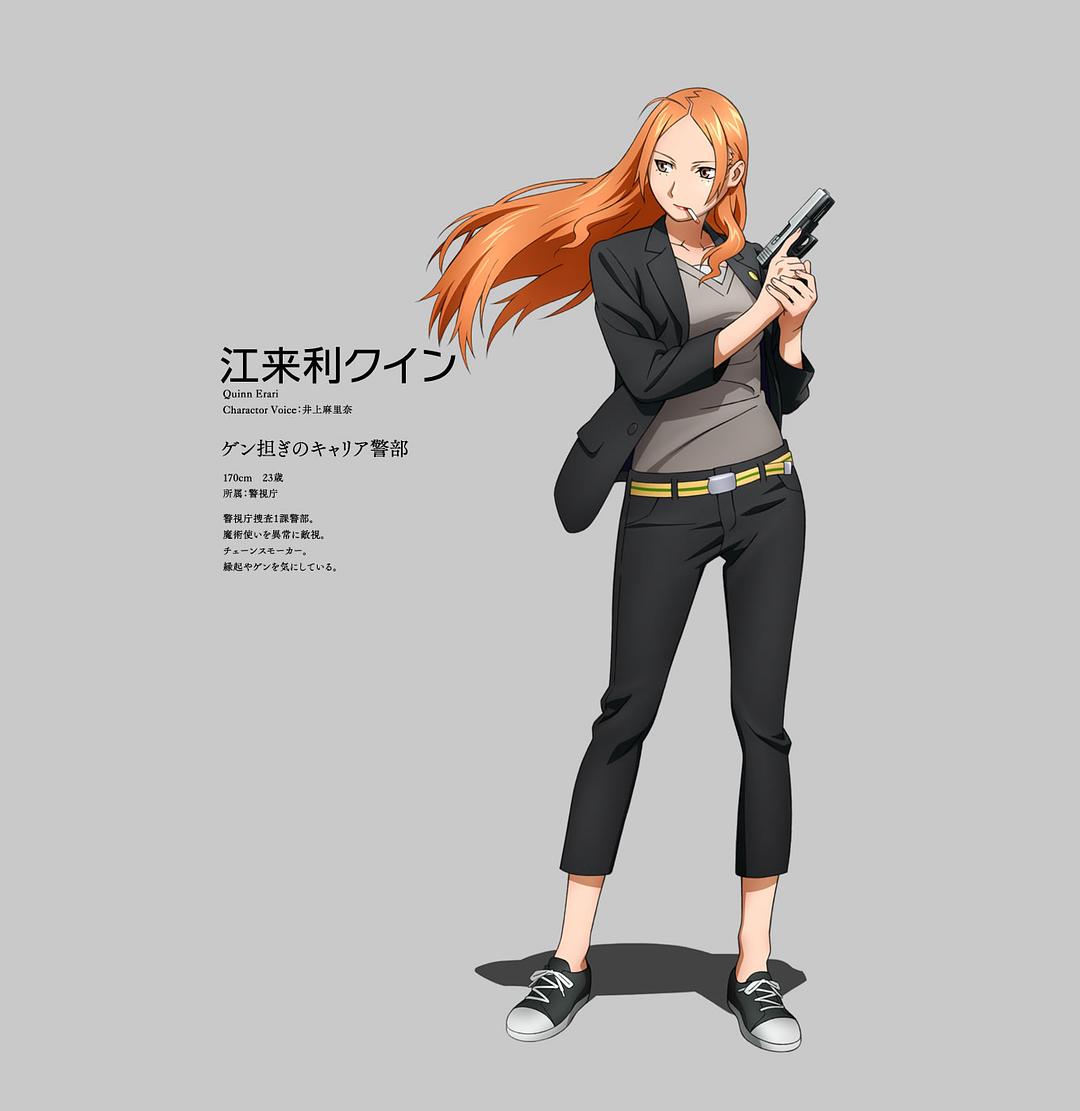 江来利クイン
Quinn Erari
Charactor Voice：井上麻里奈
ゲン担ぎのキャリア警部
170cm　23歳
所属：警視庁
警視庁捜査1課警部。
魔術使いを異常に敵視。
チェーンスモーカー。
縁起やゲンを気にしている。